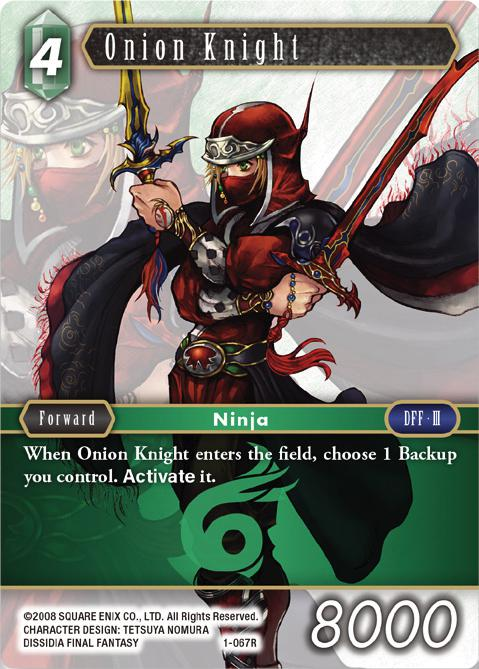 4
Onion Knight
Forward
Ninja
DFF · III
When Onion Knight enters the field, choose 1 Backup
you control. Activate it.
©2008 SQUARE ENIX CO., LTD. All Rights Reserved.
CHARACTER DESIGN: TETSUYA NOMURA
DISSIDIA FINAL FANTASY
1-067R
8000